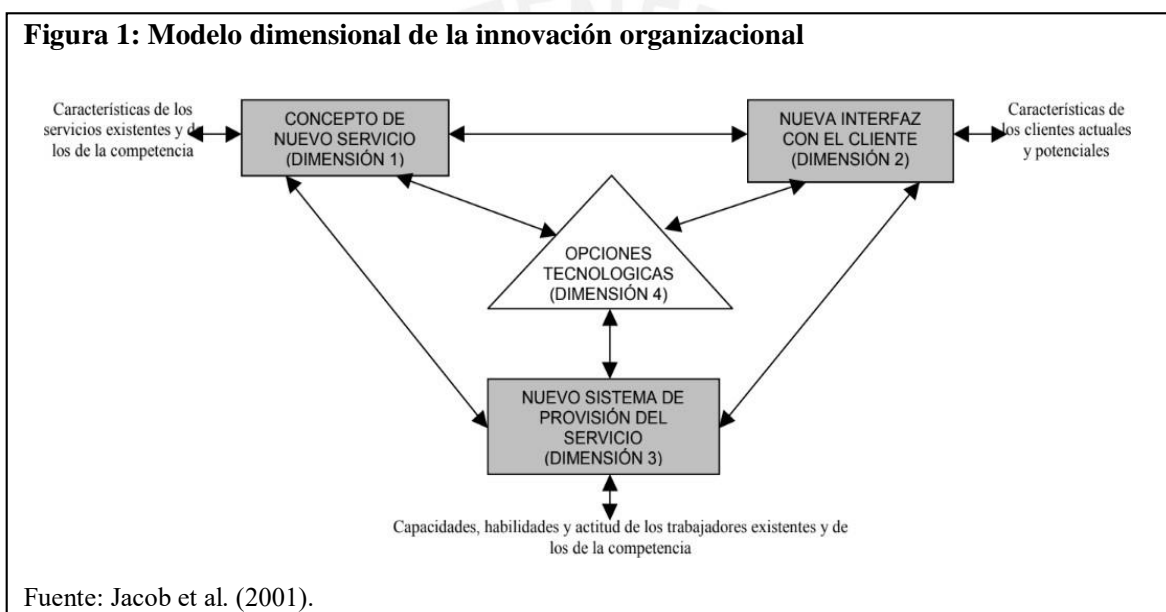 Figura 1: Modelo dimensional de la innovación organizacional
Características de los
servicios existentes y de
los de la competencia
CONCEPTO DE
NUEVO SERVICIO
(DIMENSIÓN 1)
NUEVA INTERFAZ
CON EL CLIENTE
(DIMENSIÓN 2)
Características de
los clientes actuales
y potenciales
OPCIONES
TECNOLOGICAS
(DIMENSIÓN 4)
NUEVO SISTEMA DE
PROVISIÓN DEL
SERVICIO
(DIMENSIÓN 3)
Capacidades, habilidades y actitud de los trabajadores existentes y de
los de la competencia
Fuente: Jacob et al. (2001).